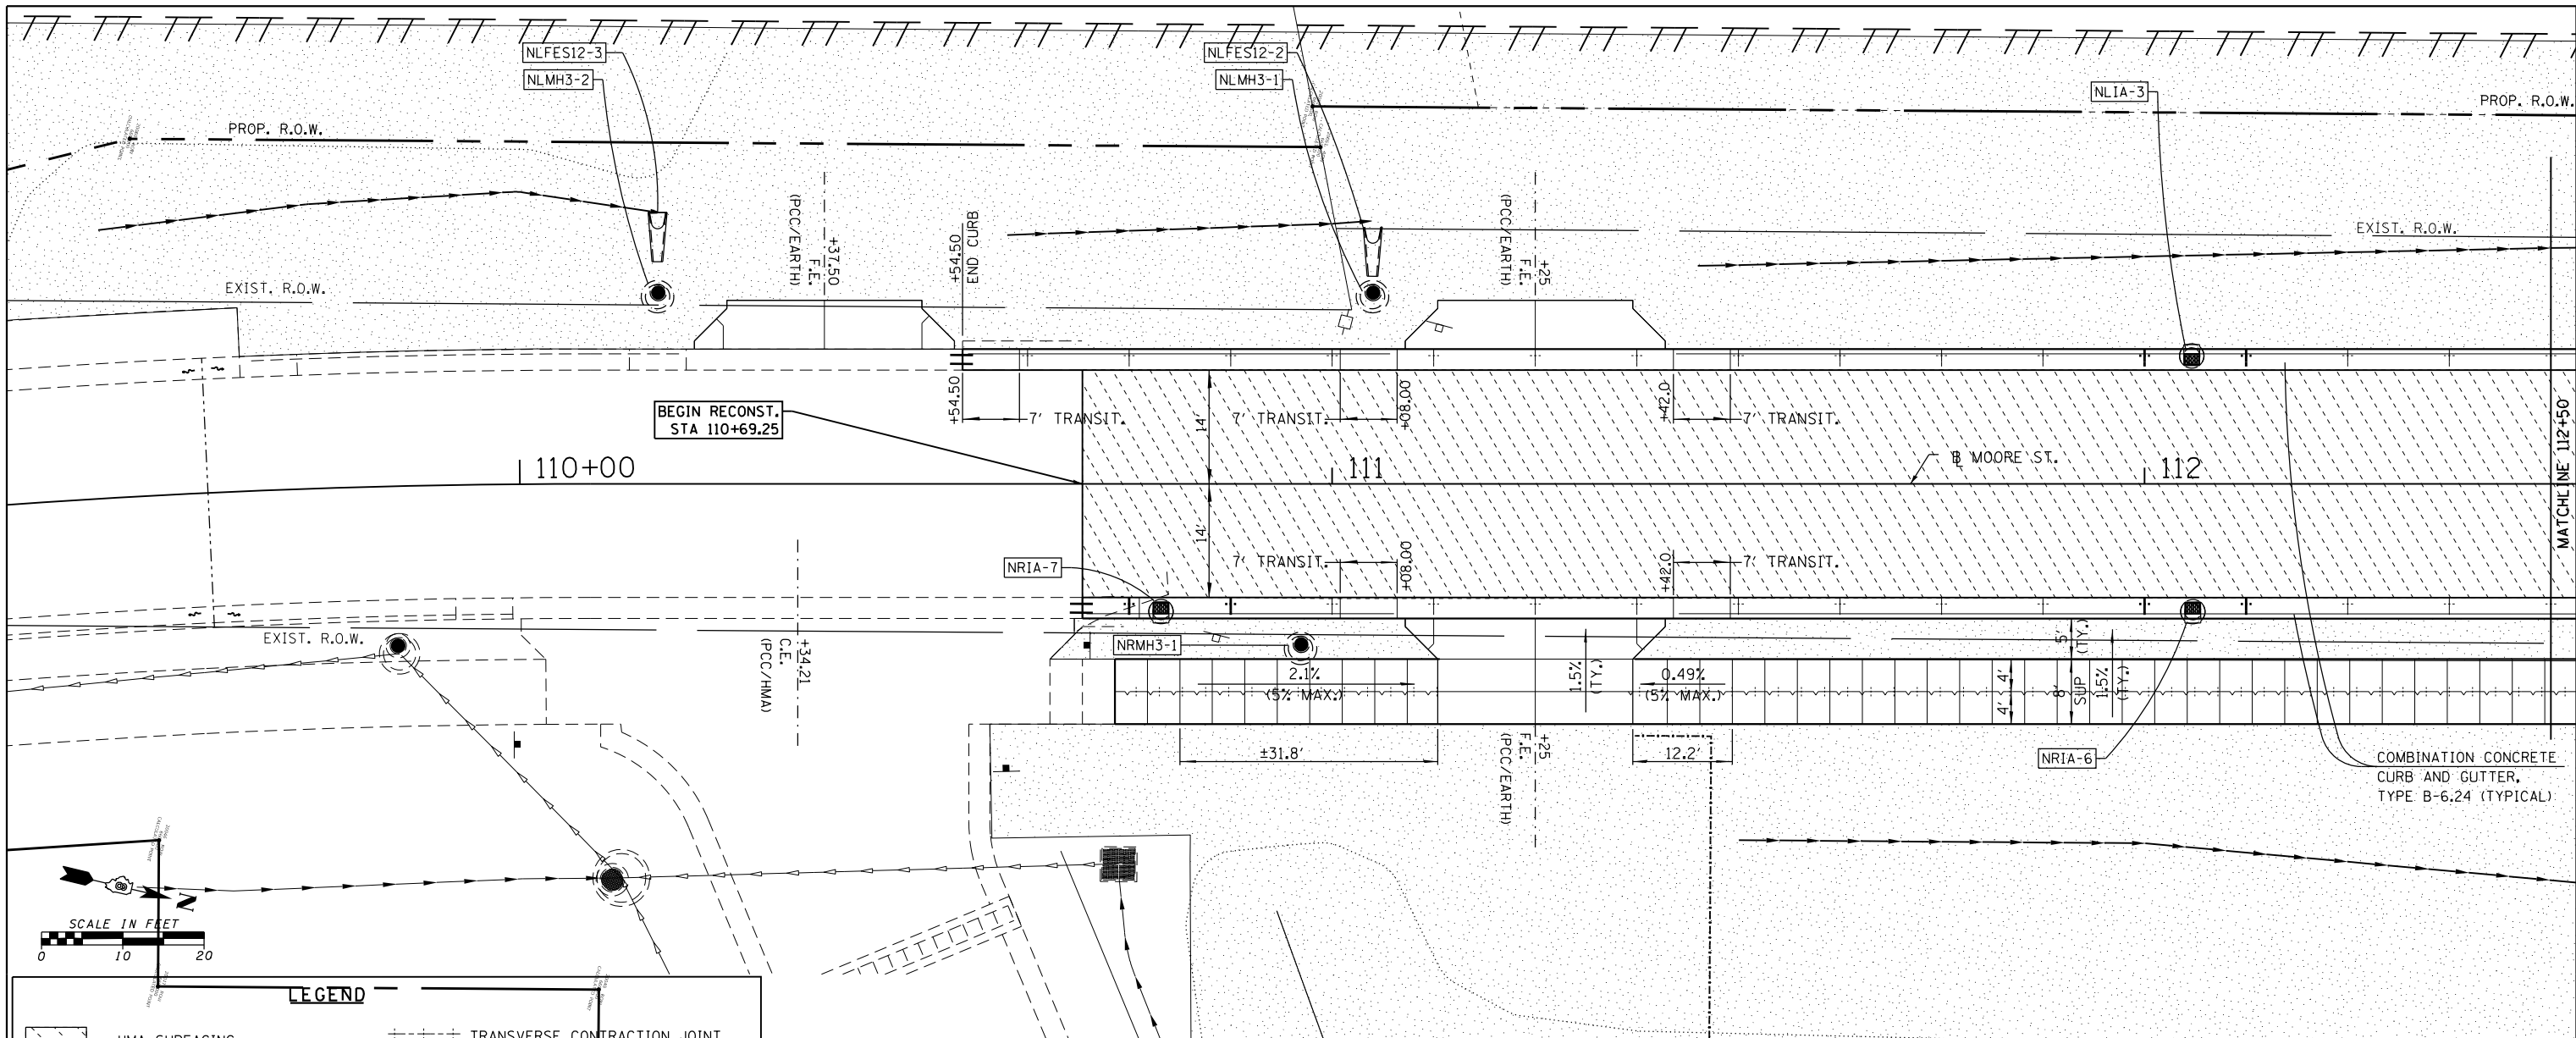 NLFES12-3
NLMH3-2
NLFES12-2
NLMH3-1
NLIA-3
PROP. R.O.W.
PROP. R.O.W.
EXIST. R.O.W.
EXIST. R.O.W.
+37.50
F.E.
(PCC/EARTH)
+54.50
END CURB
+25
F.E.
(PCC/EARTH)
BEGIN RECONST.
STA 110+69.25
+54.50
7' TRANSIT.
7' TRANSIT.
+08.00
+42.0
7' TRANSIT.
14'
14'
110+00
111
112
℄ MOORE ST.
MATCHLINE 112+50
NRIA-7
7' TRANSIT.
+08.00
+42.0
7' TRANSIT.
EXIST. R.O.W.
+34.21
C.E.
(PCC/HMA)
NRMH3-1
2.1%
(5% MAX.)
1.5%
(TY.)
0.49%
(5% MAX.)
5'
(TY.)
4'
4'
8'
SUP
1.5%
(TY.)
±31.8'
+25
F.E.
(PCC/EARTH)
12.2'
NRIA-6
COMBINATION CONCRETE
CURB AND GUTTER,
TYPE B-6.24 (TYPICAL)
N
SCALE IN FEET
0 10 20
LEGEND
HMA SURFACING
TRANSVERSE CONTRACTION JOINT